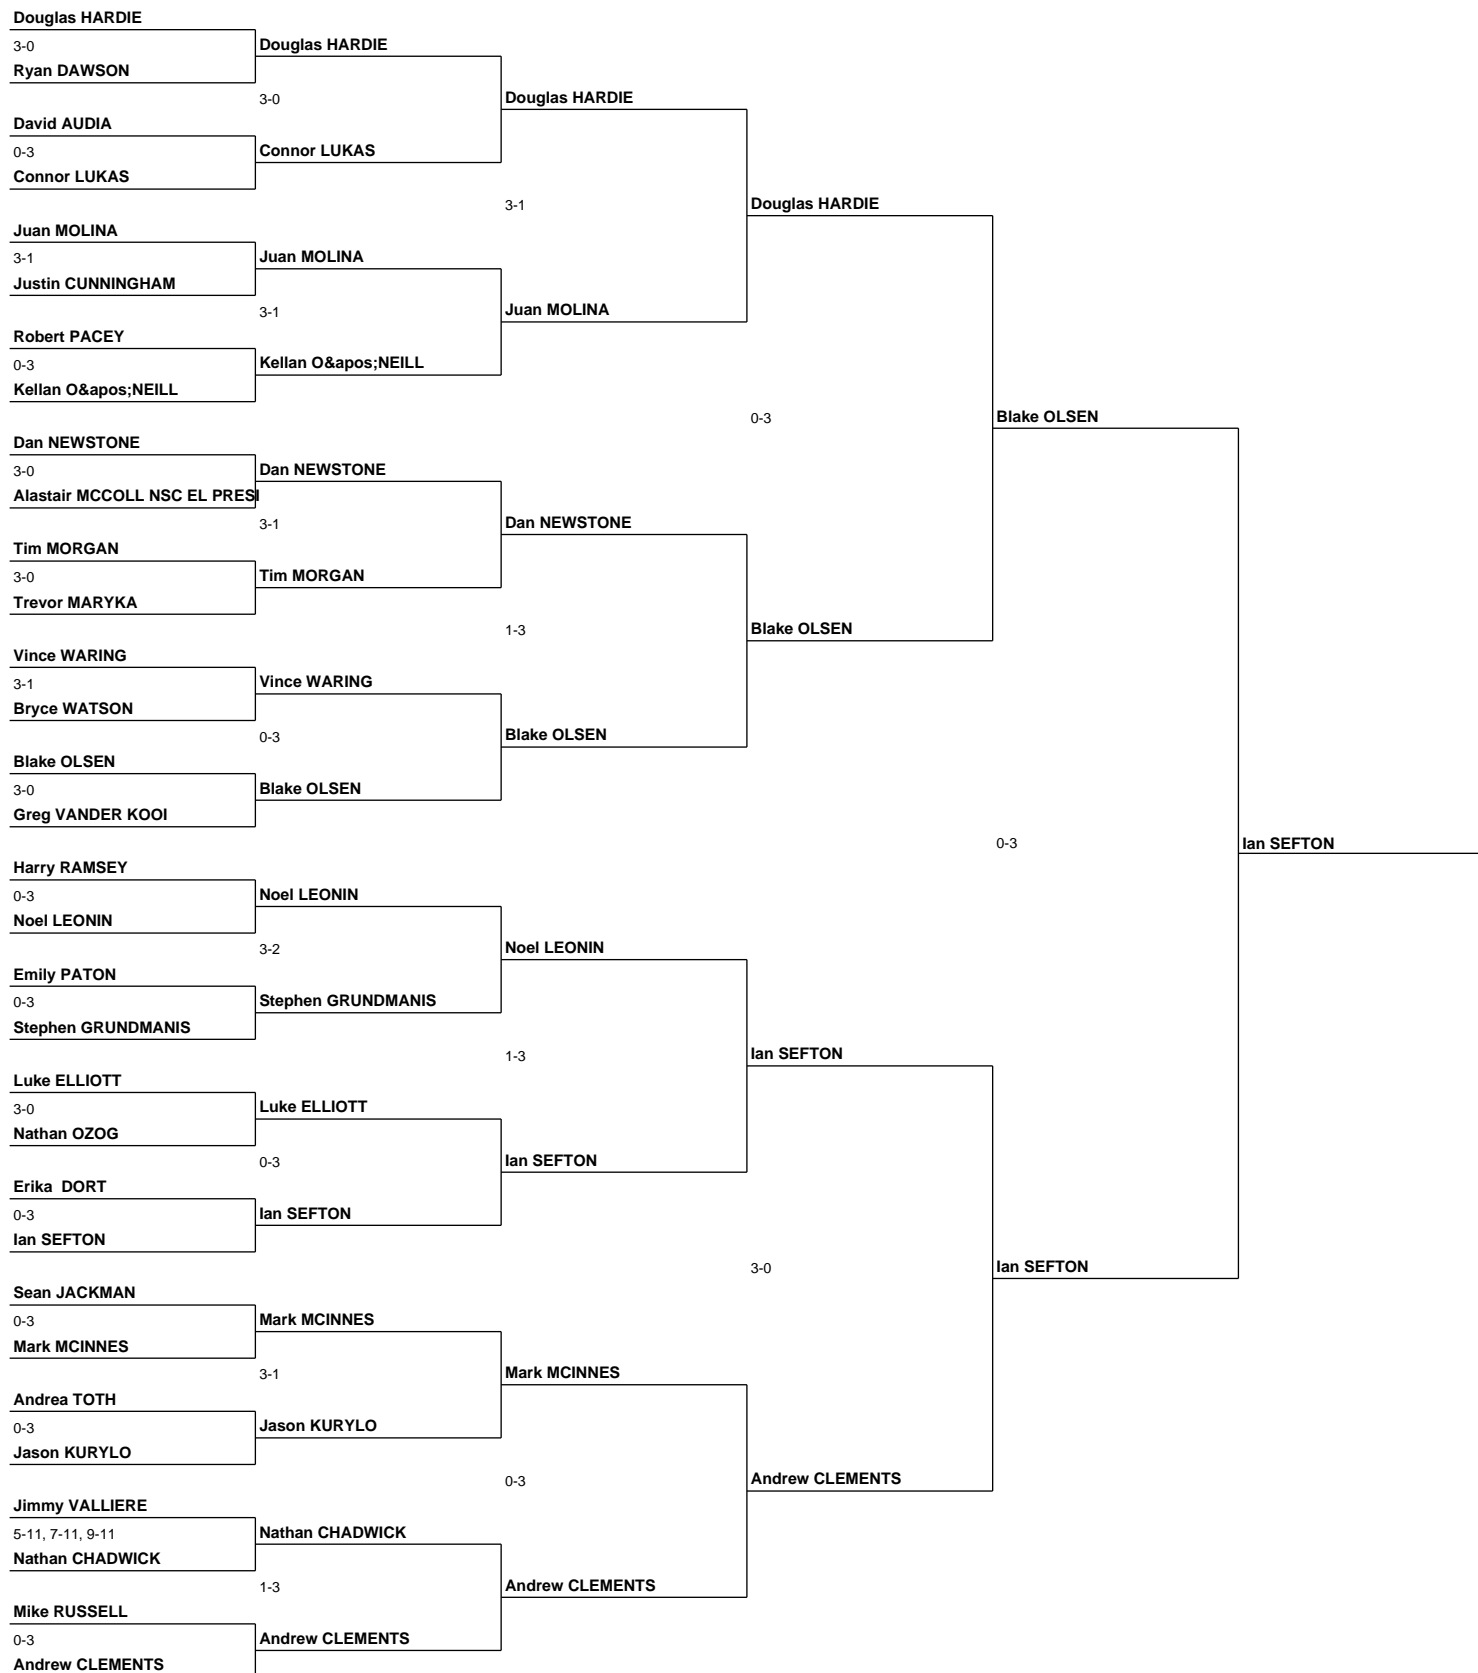 Douglas HARDIE
3-0
Ryan DAWSON
Douglas HARDIE
3-0
Douglas HARDIE
David AUDIA
0-3
Connor LUKAS
Connor LUKAS
3-1
Douglas HARDIE
Juan MOLINA
3-1
Justin CUNNINGHAM
Juan MOLINA
3-1
Juan MOLINA
Robert PACEY
0-3
Kellan O&apos;NEILL
Kellan O&apos;NEILL
0-3
Blake OLSEN
Dan NEWSTONE
3-0
Alastair MCCOLL NSC EL PRESI
Dan NEWSTONE
3-1
Dan NEWSTONE
Tim MORGAN
3-0
Trevor MARYKA
Tim MORGAN
1-3
Blake OLSEN
Vince WARING
3-1
Bryce WATSON
Vince WARING
0-3
Blake OLSEN
Blake OLSEN
3-0
Greg VANDER KOOI
Blake OLSEN
0-3
Ian SEFTON
Harry RAMSEY
0-3
Noel LEONIN
Noel LEONIN
3-2
Noel LEONIN
Emily PATON
0-3
Stephen GRUNDMANIS
Stephen GRUNDMANIS
1-3
Ian SEFTON
Luke ELLIOTT
3-0
Nathan OZOG
Luke ELLIOTT
0-3
Ian SEFTON
Erika  DORT
0-3
Ian SEFTON
Ian SEFTON
3-0
Ian SEFTON
Sean JACKMAN
0-3
Mark MCINNES
Mark MCINNES
3-1
Mark MCINNES
Andrea TOTH
0-3
Jason KURYLO
Jason KURYLO
0-3
Andrew CLEMENTS
Jimmy VALLIERE
5-11, 7-11, 9-11
Nathan CHADWICK
Nathan CHADWICK
1-3
Andrew CLEMENTS
Mike RUSSELL
0-3
Andrew CLEMENTS
Andrew CLEMENTS